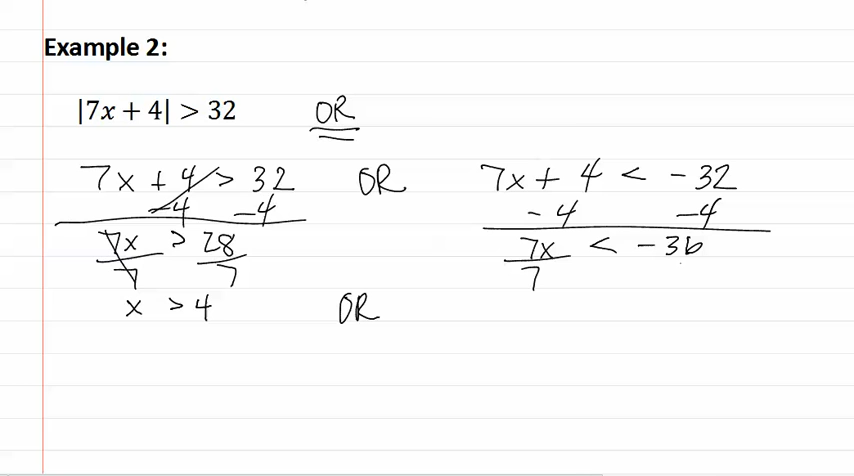 Example 2:
|7x + 4| > 32 OR
7x + 4 > 32 OR 7x + 4 < -32
-4 -4 -4 -4
7x > 28 7x < -36
7 7 7
x > 4 OR